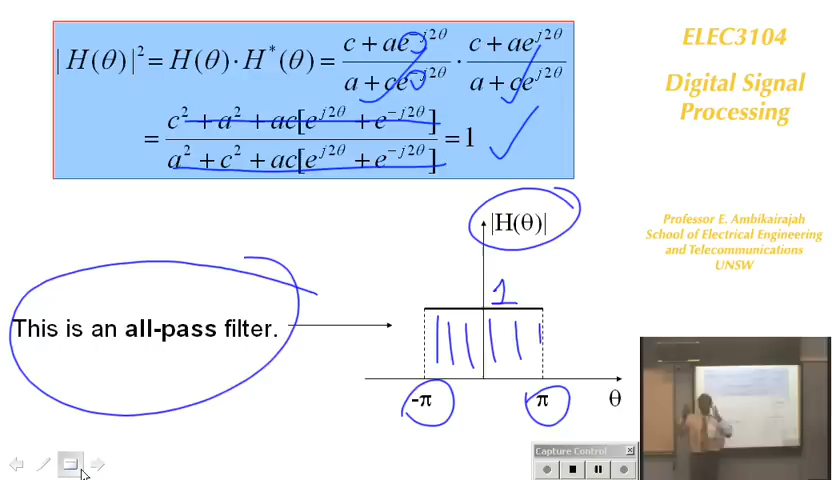 |H(θ)|² = H(θ)·H*(θ) = (c + ae^{-j2θ})/(a + ce^{-j2θ}) · (c + ae^{j2θ})/(a + ce^{j2θ})
= (c² + a² + ac[e^{j2θ} + e^{-j2θ}])/(a² + c² + ac[e^{j2θ} + e^{-j2θ}]) = 1
ELEC3104
Digital Signal
Processing
Professor E. Ambikairajah
School of Electrical Engineering
and Telecommunications
UNSW
|H(θ)|
1
This is an all-pass filter.
-π
π
θ
Capture Control